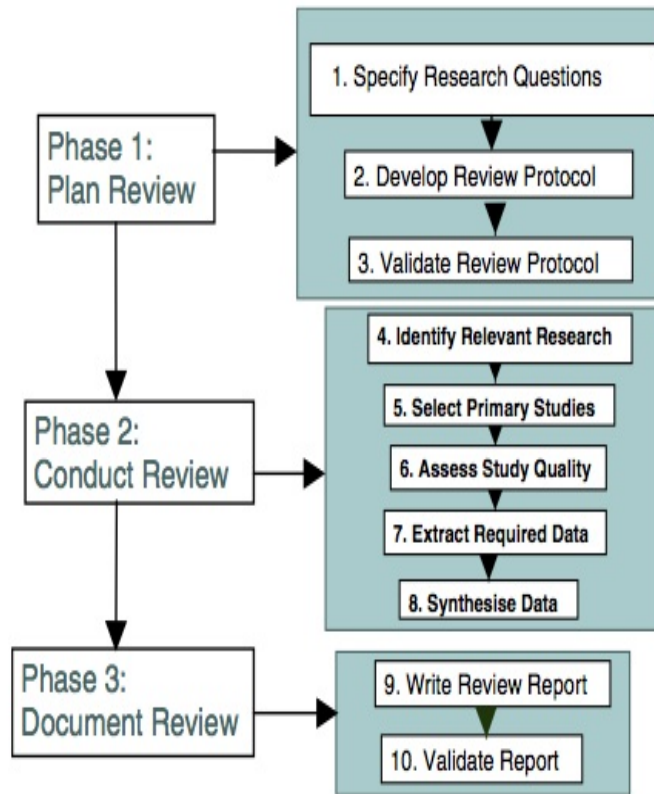 Phase 1:
Plan Review
1. Specify Research Questions
2. Develop Review Protocol
3. Validate Review Protocol
Phase 2:
Conduct Review
4. Identify Relevant Research
5. Select Primary Studies
6. Assess Study Quality
7. Extract Required Data
8. Synthesise Data
Phase 3:
Document Review
9. Write Review Report
10. Validate Report